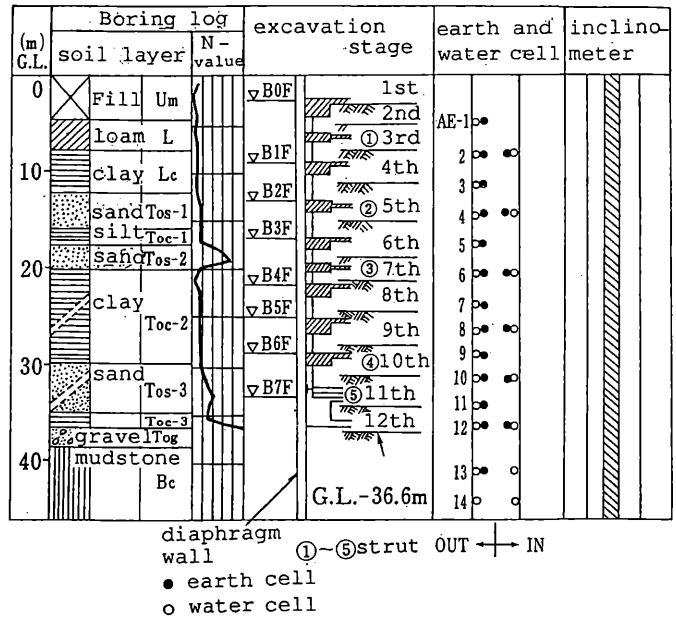 Boring log
excavation stage
earth and water cell
inclino-meter
(m) G.L.
soil layer
N-value
0
10
20
30
40
Fill Um
loam L
clay Lc
sand Tos-1
silt Toc-1
sand Tos-2
clay Toc-2
sand Tos-3
Toc-3
gravel Tog
mudstone Bc
B0F
B1F
B2F
B3F
B4F
B5F
B6F
B7F
1st
2nd
①3rd
4th
②5th
6th
③7th
8th
9th
④10th
⑤11th
12th
G.L.-36.6m
AE-1
2
3
4
5
6
7
8
9
10
11
12
13
14
diaphragm wall
①~⑤strut
OUT
IN
● earth cell
○ water cell